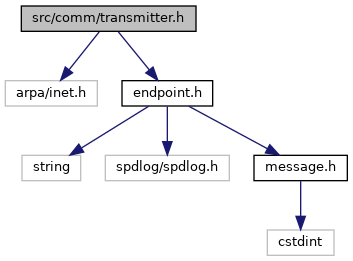 src/comm/transmitter.h
arpa/inet.h
endpoint.h
string
spdlog/spdlog.h
message.h
cstdint